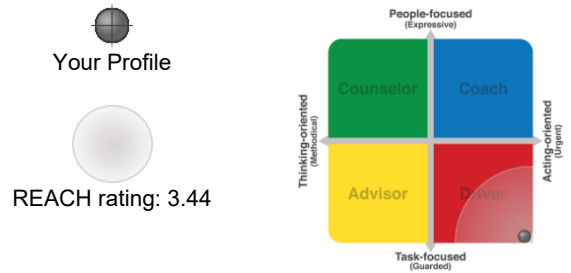 Your Profile
REACH rating: 3.44
People-focused
(Expressive)
Counselor
Coach
Thinking-oriented
(Methodical)
Acting-oriented
(Urgent)
Advisor
Driver
Task-focused
(Guarded)